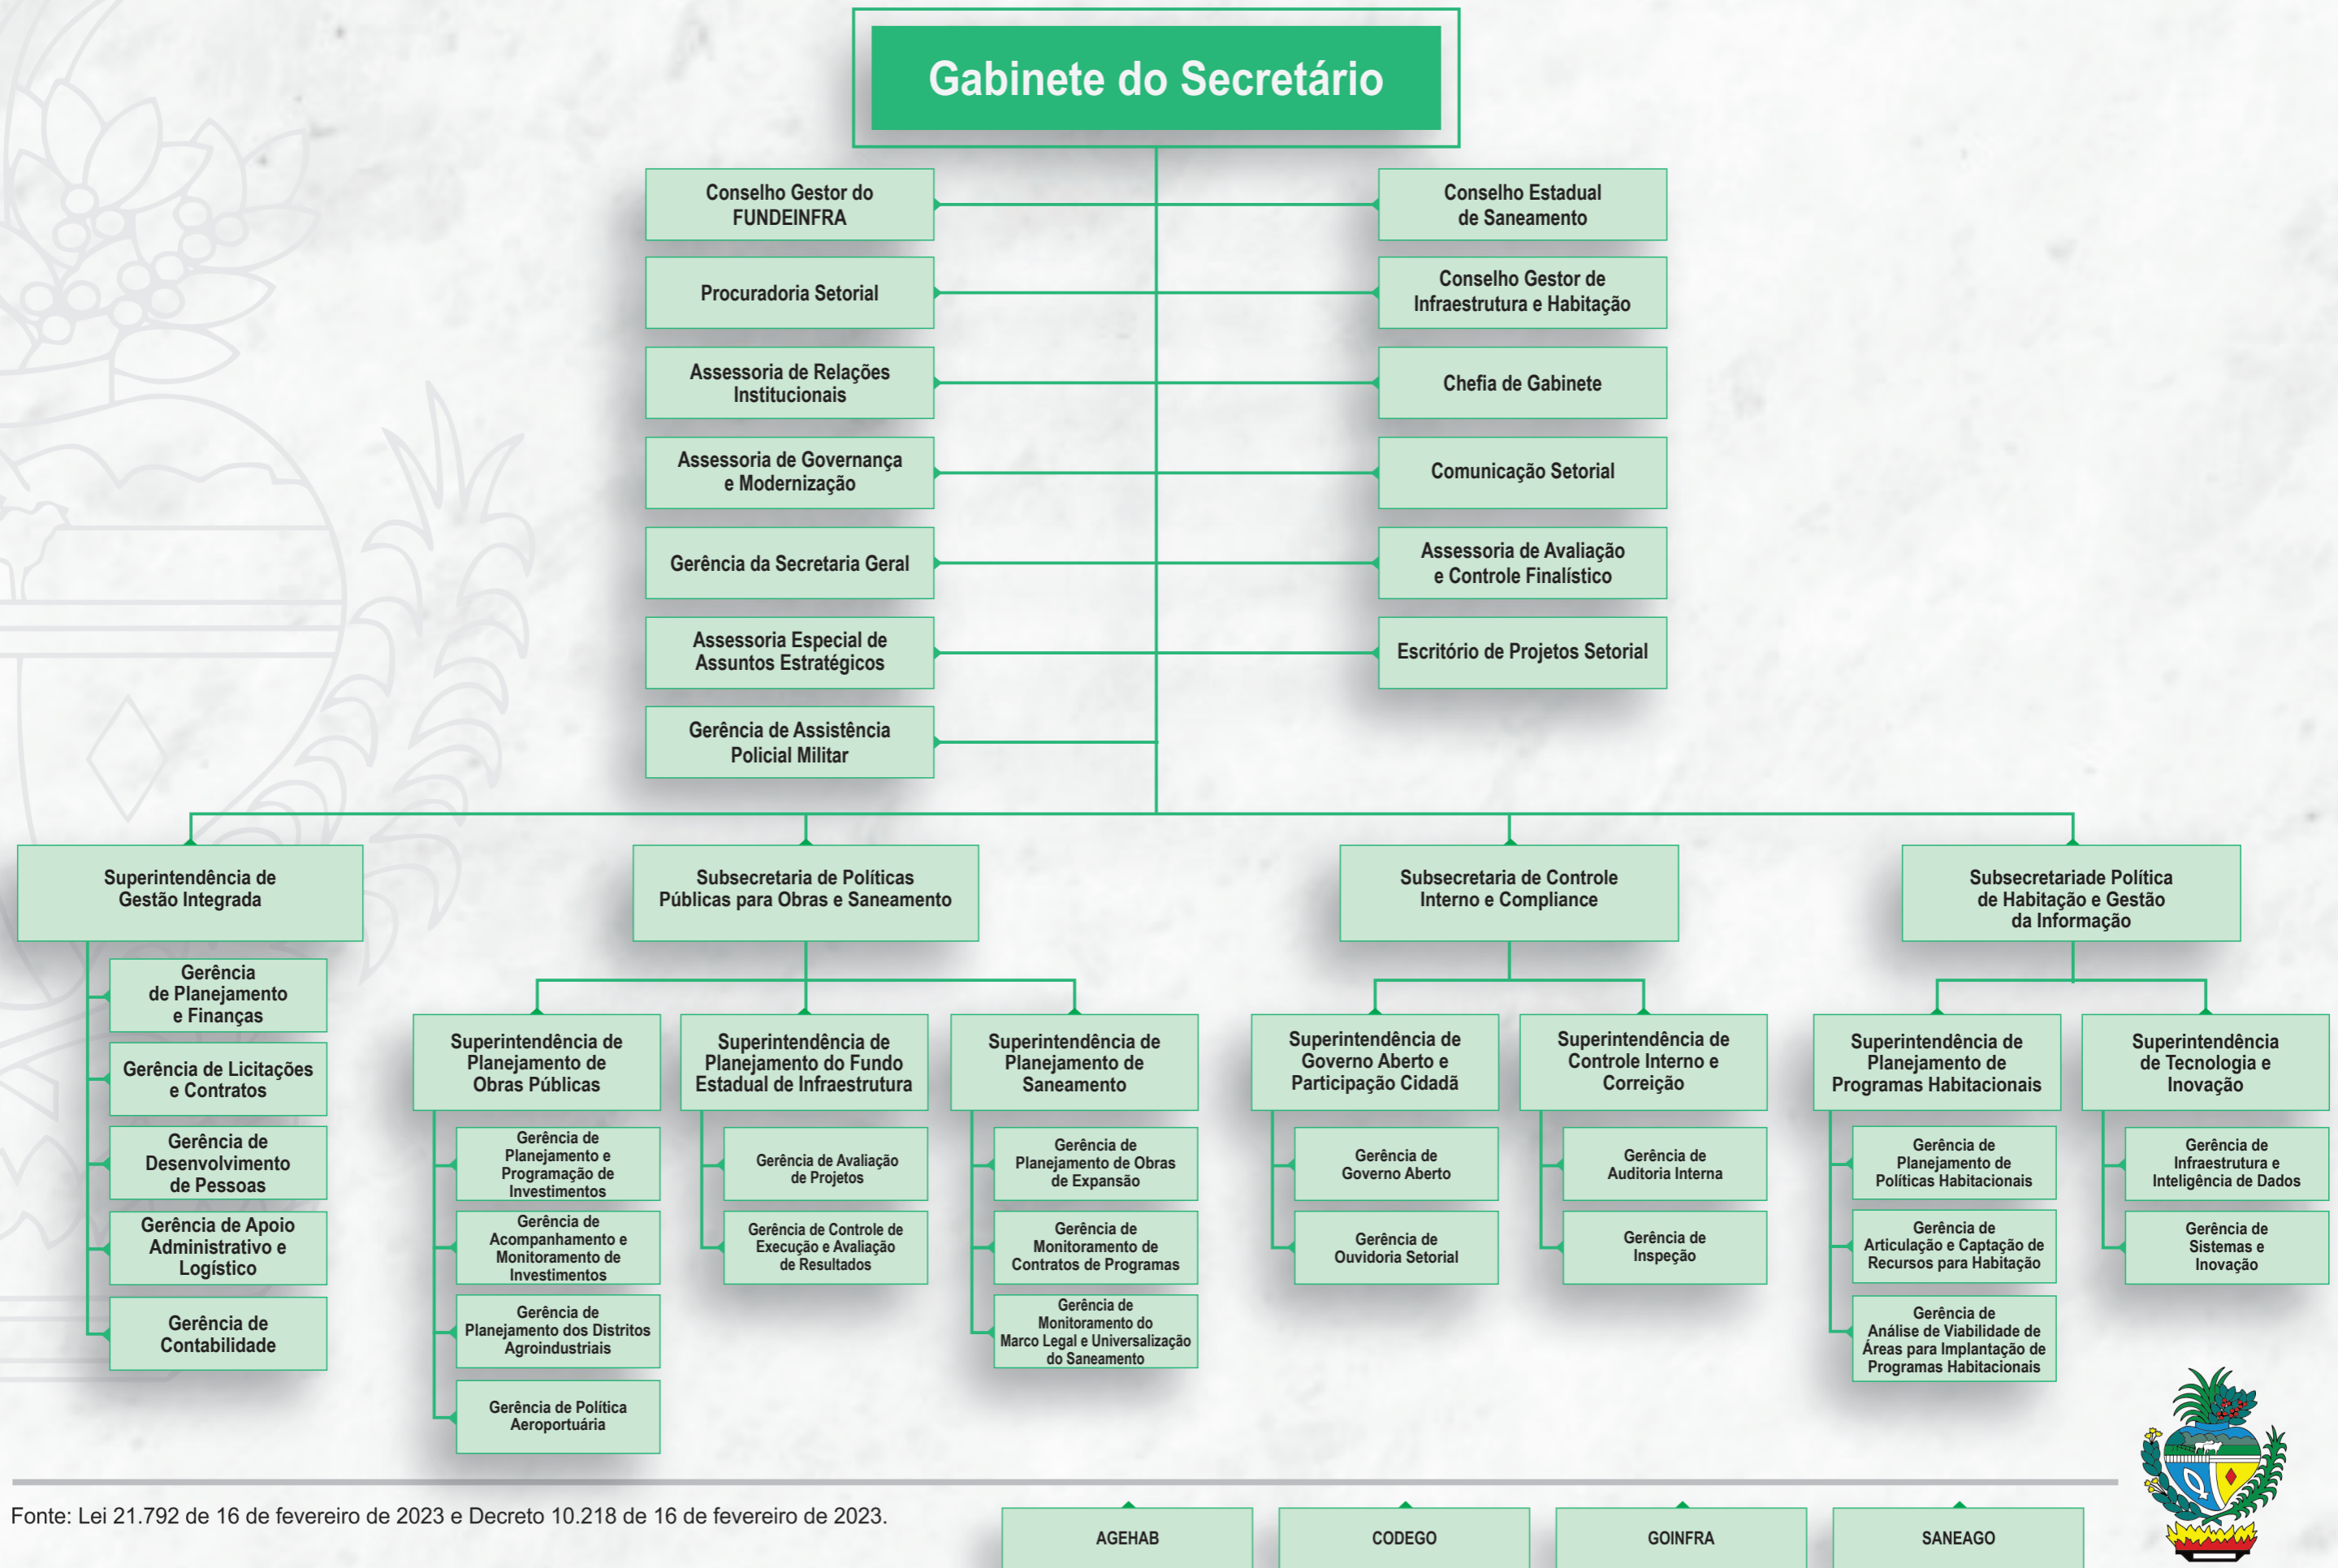 Gabinete do Secretário
Conselho Gestor do
FUNDEINFRA
Conselho Estadual
de Saneamento
Procuradoria Setorial
Conselho Gestor de
Infraestrutura e Habitação
Assessoria de Relações
Institucionais
Chefia de Gabinete
Assessoria de Governança
e Modernização
Comunicação Setorial
Gerência da Secretaria Geral
Assessoria de Avaliação
e Controle Finalístico
Assessoria Especial de
Assuntos Estratégicos
Escritório de Projetos Setorial
Gerência de Assistência
Policial Militar
Superintendência de
Gestão Integrada
Gerência
de Planejamento
e Finanças
Gerência de Licitações
e Contratos
Gerência de
Desenvolvimento
de Pessoas
Gerência de Apoio
Administrativo e
Logístico
Gerência de
Contabilidade
Subsecretaria de Políticas
Públicas para Obras e Saneamento
Superintendência de
Planejamento de
Obras Públicas
Gerência de
Planejamento e
Programação de
Investimentos
Gerência de
Acompanhamento e
Monitoramento de
Investimentos
Gerência de
Planejamento dos Distritos
Agroindustriais
Gerência de Política
Aeroportuária
Superintendência de
Planejamento do Fundo
Estadual de Infraestrutura
Gerência de Avaliação
de Projetos
Gerência de Controle de
Execução e Avaliação
de Resultados
Superintendência de
Planejamento de
Saneamento
Gerência de
Planejamento de Obras
de Expansão
Gerência de
Monitoramento de
Contratos de Programas
Gerência de
Monitoramento do
Marco Legal e Universalização
do Saneamento
Subsecretaria de Controle
Interno e Compliance
Superintendência de
Governo Aberto e
Participação Cidadã
Gerência de
Governo Aberto
Gerência de
Ouvidoria Setorial
Superintendência de
Controle Interno e
Correição
Gerência de
Auditoria Interna
Gerência de
Inspeção
Subsecretariade Política
de Habitação e Gestão
da Informação
Superintendência de
Planejamento de
Programas Habitacionais
Gerência de
Planejamento de
Políticas Habitacionais
Gerência de
Articulação e Captação de
Recursos para Habitação
Gerência de
Análise de Viabilidade de
Áreas para Implantação de
Programas Habitacionais
Superintendência
de Tecnologia e
Inovação
Gerência de
Infraestrutura e
Inteligência de Dados
Gerência de
Sistemas e
Inovação
Fonte: Lei 21.792 de 16 de fevereiro de 2023 e Decreto 10.218 de 16 de fevereiro de 2023.
AGEHAB
CODEGO
GOINFRA
SANEAGO